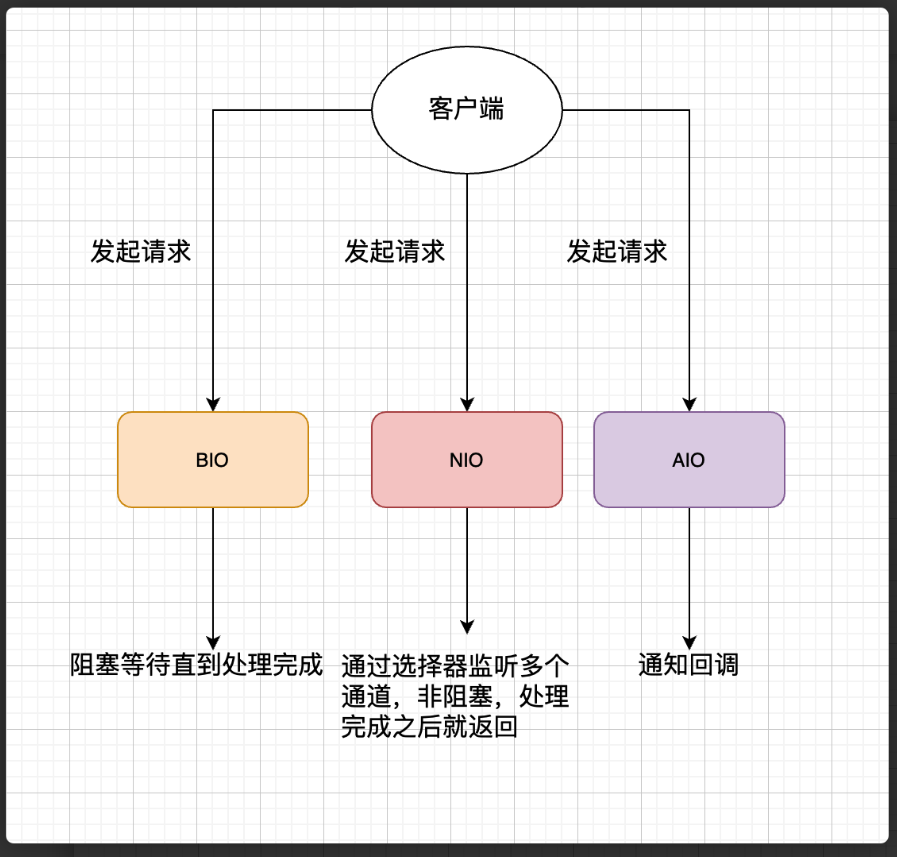 客户端
发起请求
发起请求
发起请求
BIO
NIO
AIO
阻塞等待直到处理完成
通过选择器监听多个
通道，非阻塞，处理
完成之后就返回
通知回调